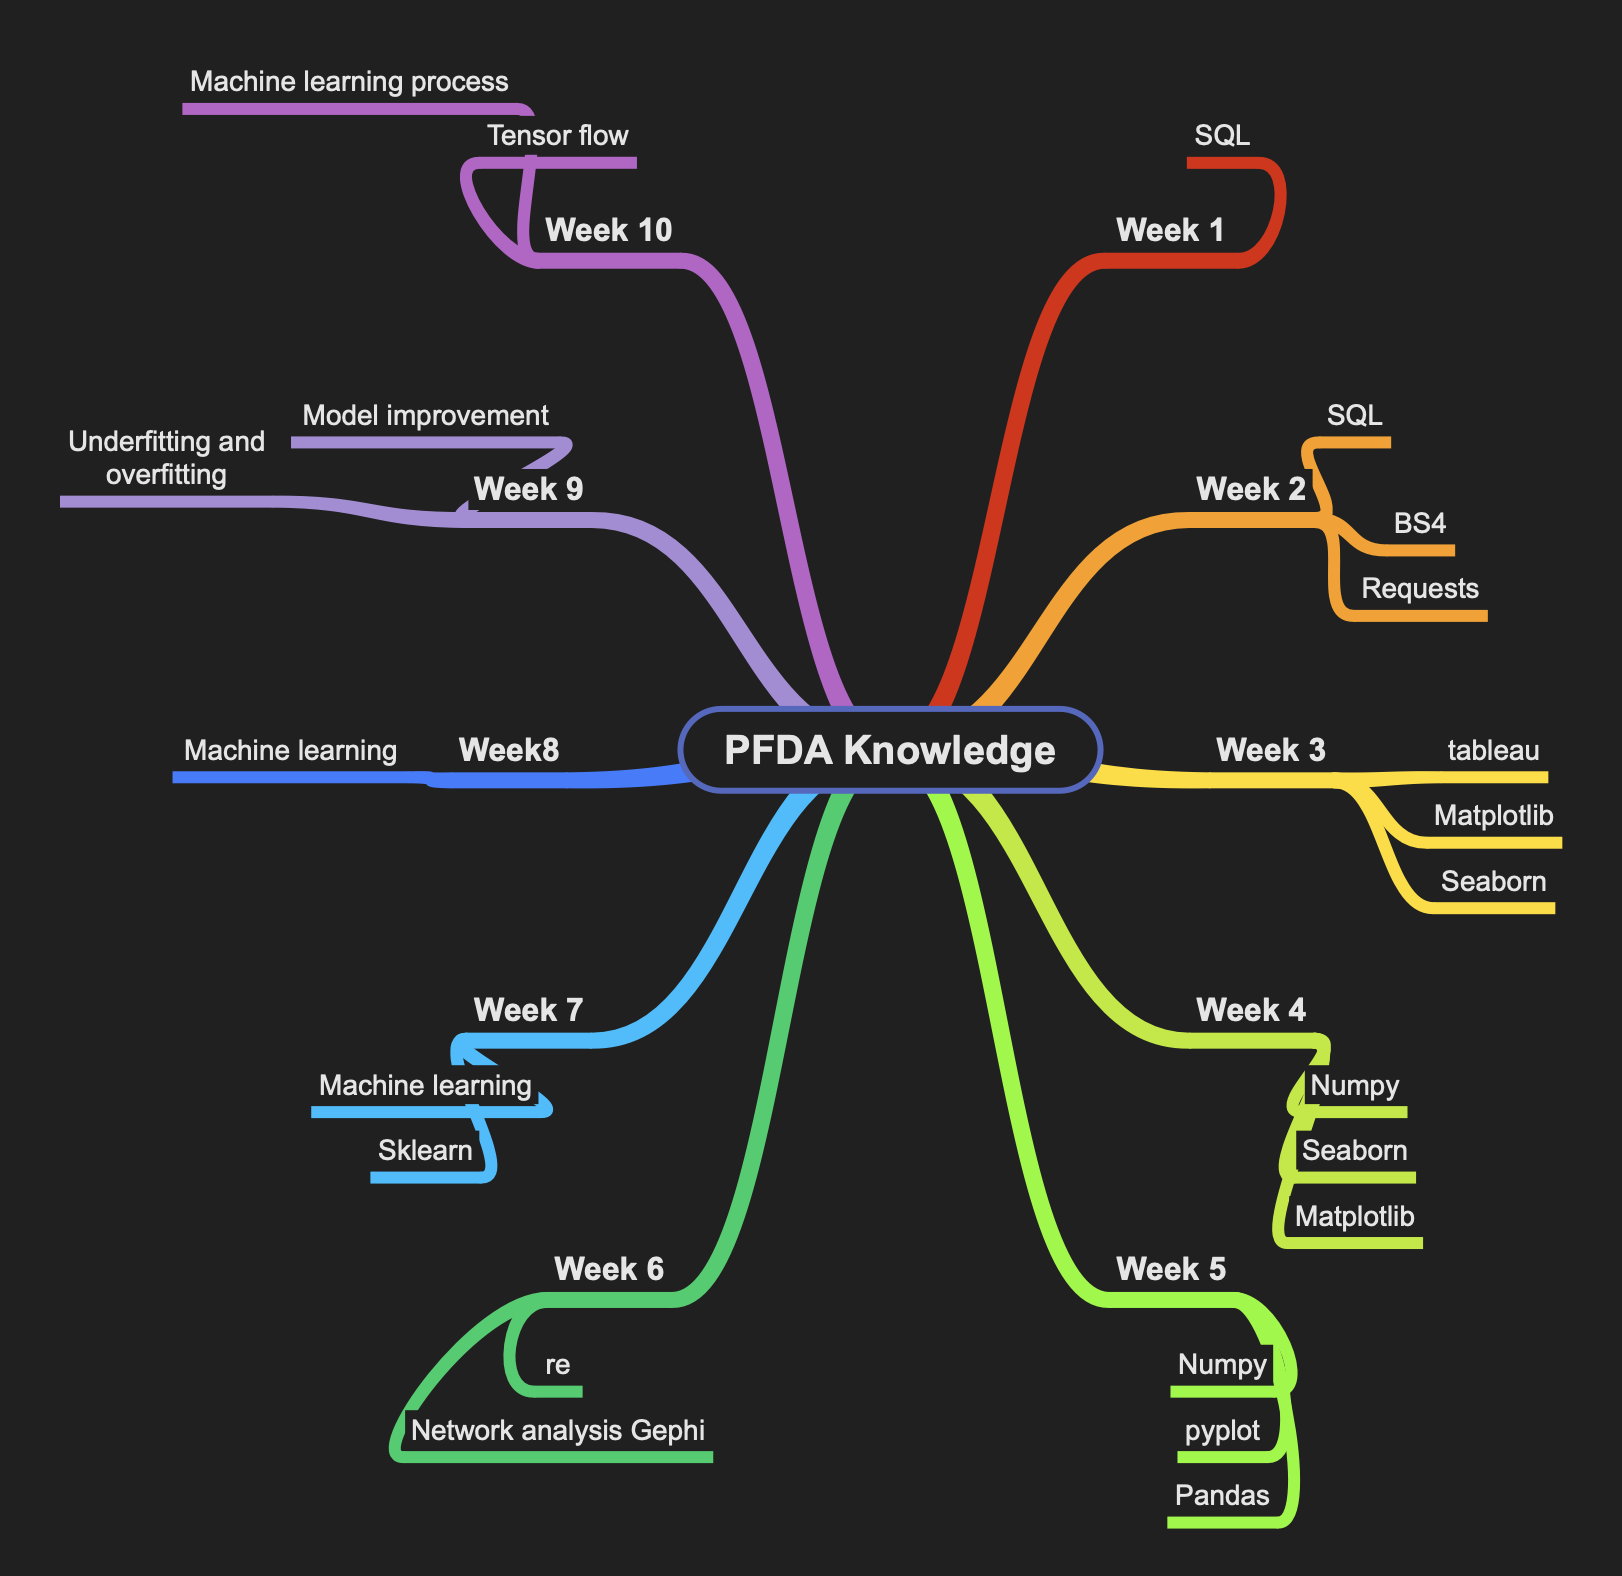 PFDA Knowledge
Week 1
SQL
Week 2
SQL
BS4
Requests
Week 3
tableau
Matplotlib
Seaborn
Week 4
Numpy
Seaborn
Matplotlib
Week 5
Numpy
pyplot
Pandas
Week 6
re
Network analysis Gephi
Week 7
Machine learning
Sklearn
Week8
Machine learning
Week 9
Model improvement
Underfitting and
overfitting
Week 10
Machine learning process
Tensor flow